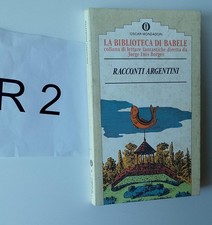 R 2
OSCAR MONDADORI
LA BIBLIOTECA DI BABELE
collana di letture fantastiche diretta da
Jorge Luis Borges
RACCONTI ARGENTINI